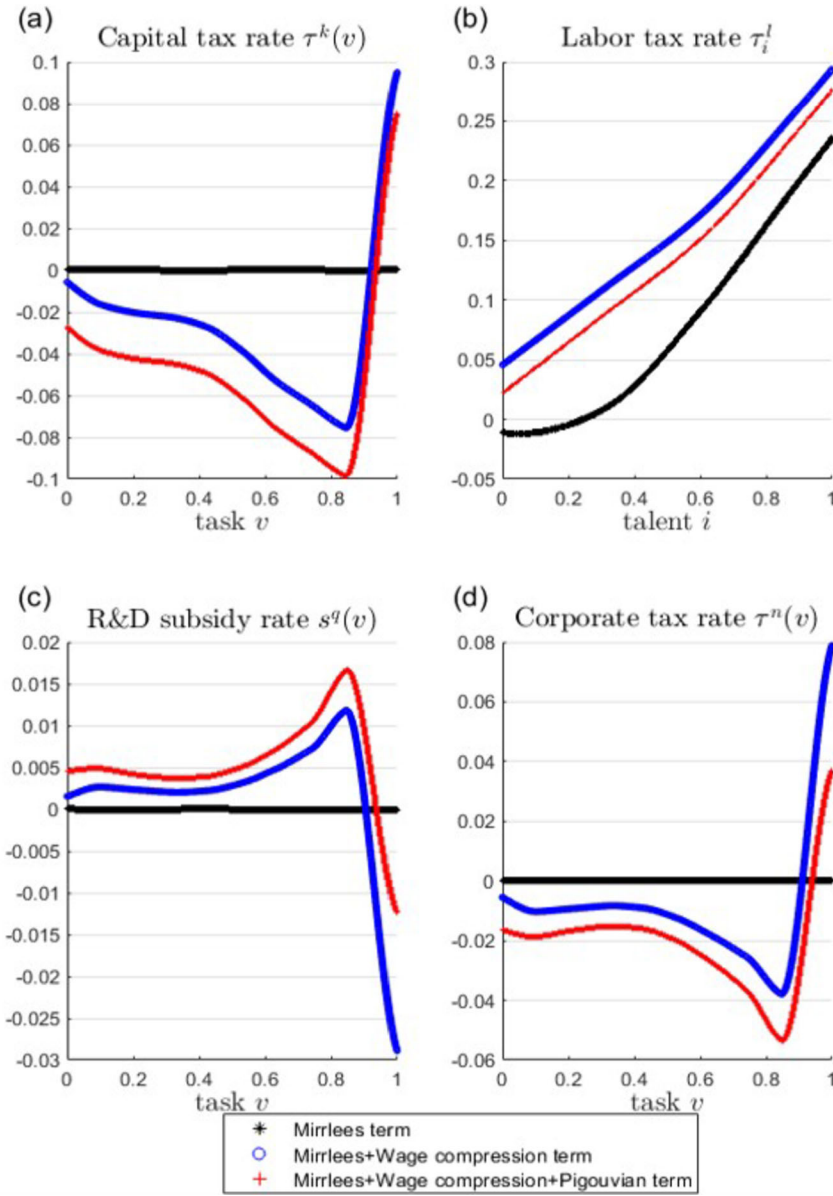 (a)
Capital tax rate τ^k(v)
0.1
0.08
0.06
0.04
0.02
0
-0.02
-0.04
-0.06
-0.08
-0.1
0 0.2 0.4 0.6 0.8 1
task v
(b)
Labor tax rate τ_i^l
0.3
0.25
0.2
0.15
0.1
0.05
0
-0.05
0 0.2 0.4 0.6 0.8 1
talent i
(c)
R&D subsidy rate s^q(v)
0.02
0.015
0.01
0.005
0
-0.005
-0.01
-0.015
-0.02
-0.025
-0.03
0 0.2 0.4 0.6 0.8 1
task v
(d)
Corporate tax rate τ^n(v)
0.08
0.06
0.04
0.02
0
-0.02
-0.04
-0.06
0 0.2 0.4 0.6 0.8 1
task v
Mirrlees term
Mirrlees+Wage compression term
Mirrlees+Wage compression+Pigouvian term